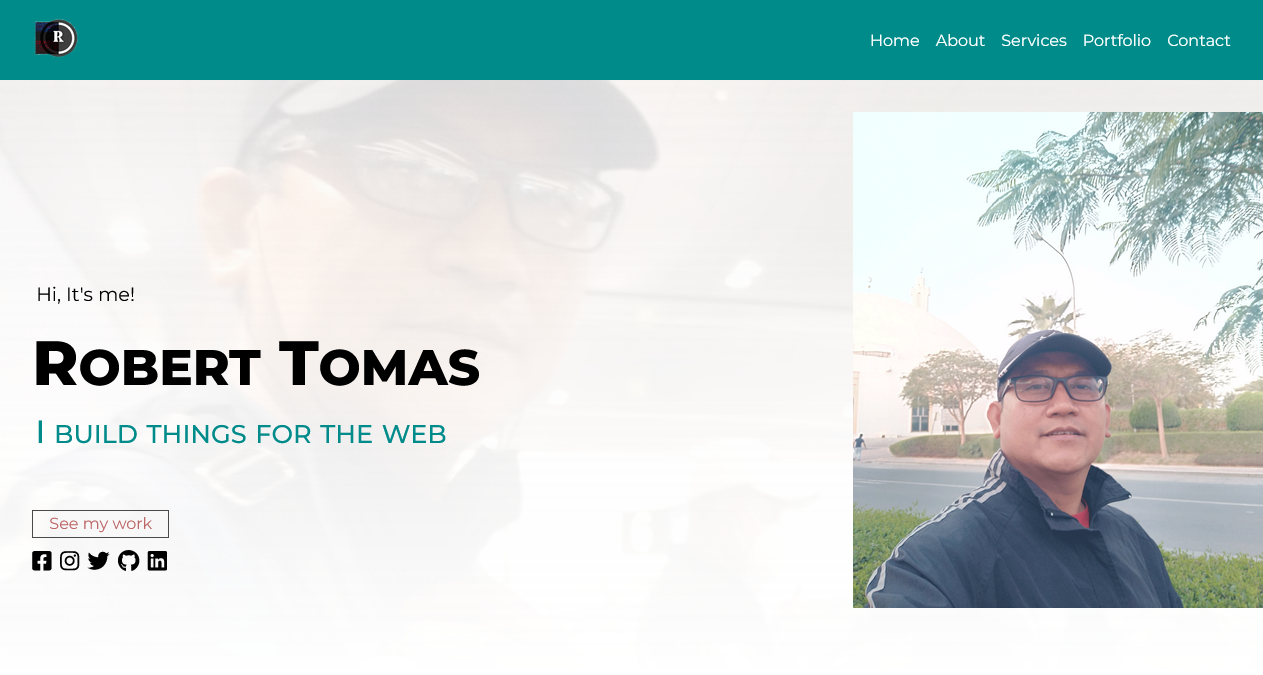 R
Home About Services Portfolio Contact
Hi, It's me!
Robert Tomas
I build things for the web
See my work